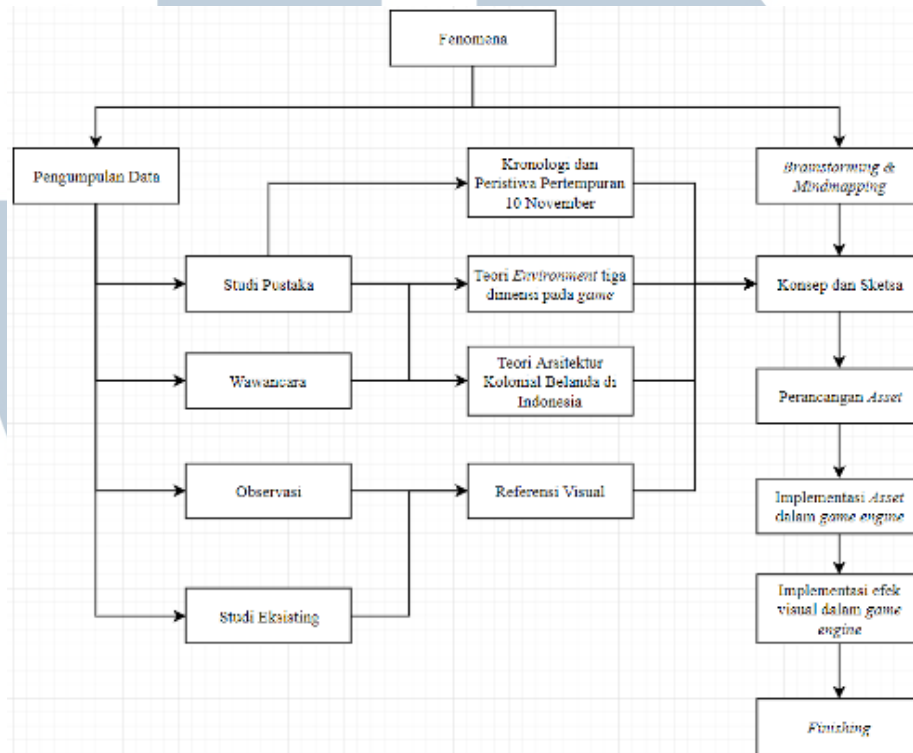 Fenomena
Pengumpulan Data
Kronologi dan
Peristiwa Pertempuran
10 November
Brainstorming &
Mindmapping
Studi Pustaka
Teori Environment tiga
dimensi pada game
Konsep dan Sketsa
Wawancara
Teori Arsitektur
Kolonial Belanda di
Indonesia
Perancangan Asset
Observasi
Referensi Visual
Implementasi Asset
dalam game engine
Studi Eksisting
Implementasi efek
visual dalam game
engine
Finishing